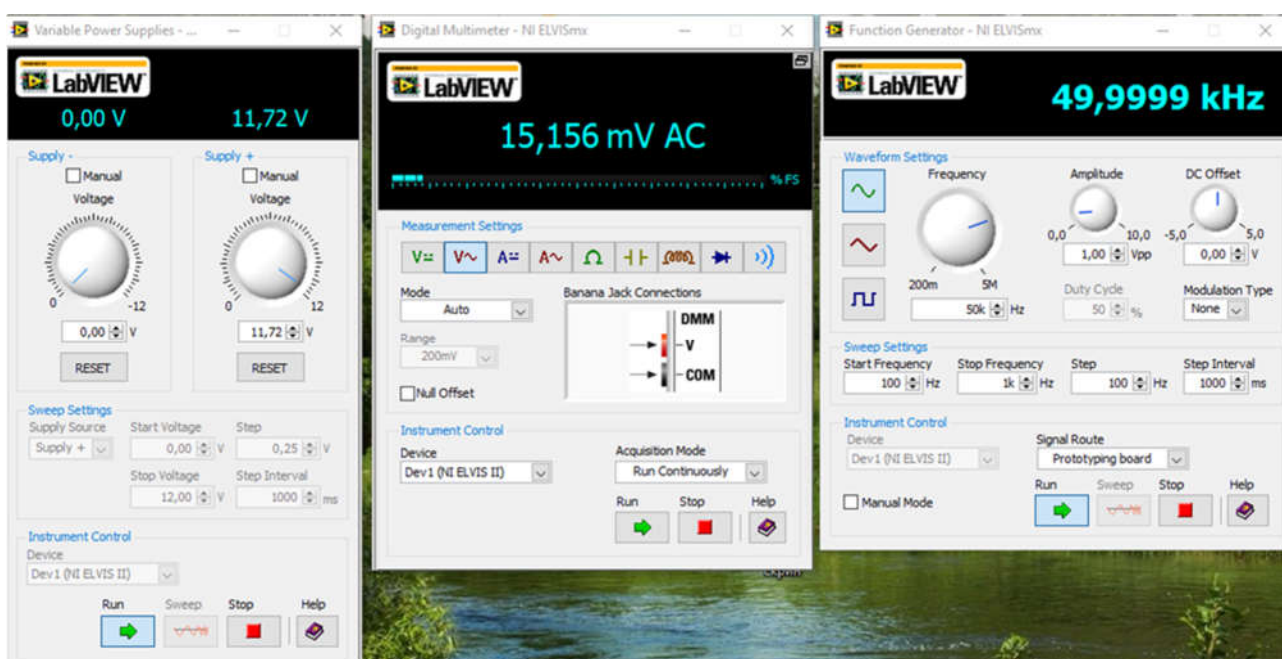 Variable Power Supplies - ...
LabVIEW
0,00 V 11,72 V
Supply - Supply +
Manual Manual
Voltage Voltage
0 -12 0 12
0,00 V 11,72 V
RESET RESET
Sweep Settings
Supply Source Start Voltage Step
Supply + 0,00 V 0,25 V
Stop Voltage Step Interval
12,00 V 1000 ms
Instrument Control
Device
Dev1 (NI ELVIS II)
Run Sweep Stop Help
Digital Multimeter - NI ELVISmx
LabVIEW
15,156 mV AC
% FS
Measurement Settings
V= V~ A= A~ Ω
Mode Banana Jack Connections
Auto
DMM
V
COM
Range
200mV
Null Offset
Instrument Control
Device Acquisition Mode
Dev1 (NI ELVIS II) Run Continuously
Run Stop Help
Function Generator - NI ELVISmx
LabVIEW
49,9999 kHz
Waveform Settings
Frequency Amplitude DC Offset
0,0 10,0 -5,0 5,0
1,00 Vpp 0,00 V
200m 5M
Duty Cycle Modulation Type
50k Hz 50 % None
Sweep Settings
Start Frequency Stop Frequency Step Step Interval
100 Hz 1k Hz 100 Hz 1000 ms
Instrument Control
Device Signal Route
Dev1 (NI ELVIS II) Prototyping board
Run Sweep Stop Help
Manual Mode